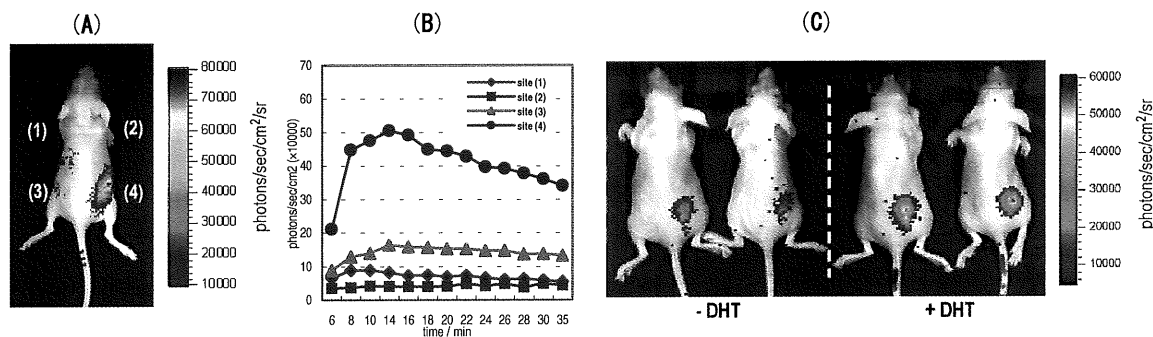 (A)
(1)
(2)
(3)
(4)
80000
70000
60000
50000
40000
30000
20000
10000
photons/sec/cm²/sr
(B)
photons/sec/cm2 (×10000)
70
60
50
40
30
20
10
0
site (1)
site (2)
site (3)
site (4)
6 8 10 14 16 18 22 24 26 28 30 35
time / min
(C)
- DHT
+ DHT
60000
50000
40000
30000
20000
10000
photons/sec/cm²/sr